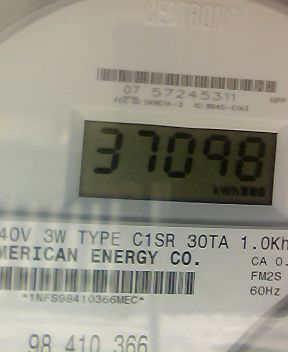 CENTRON®
07 57245311
37098
kWh
40V 3W TYPE C1SR 30TA 1.0Kh
MERICAN ENERGY CO.
CA 0.
FM2S
60Hz
*1NFS98410366MEC*
98 410 366